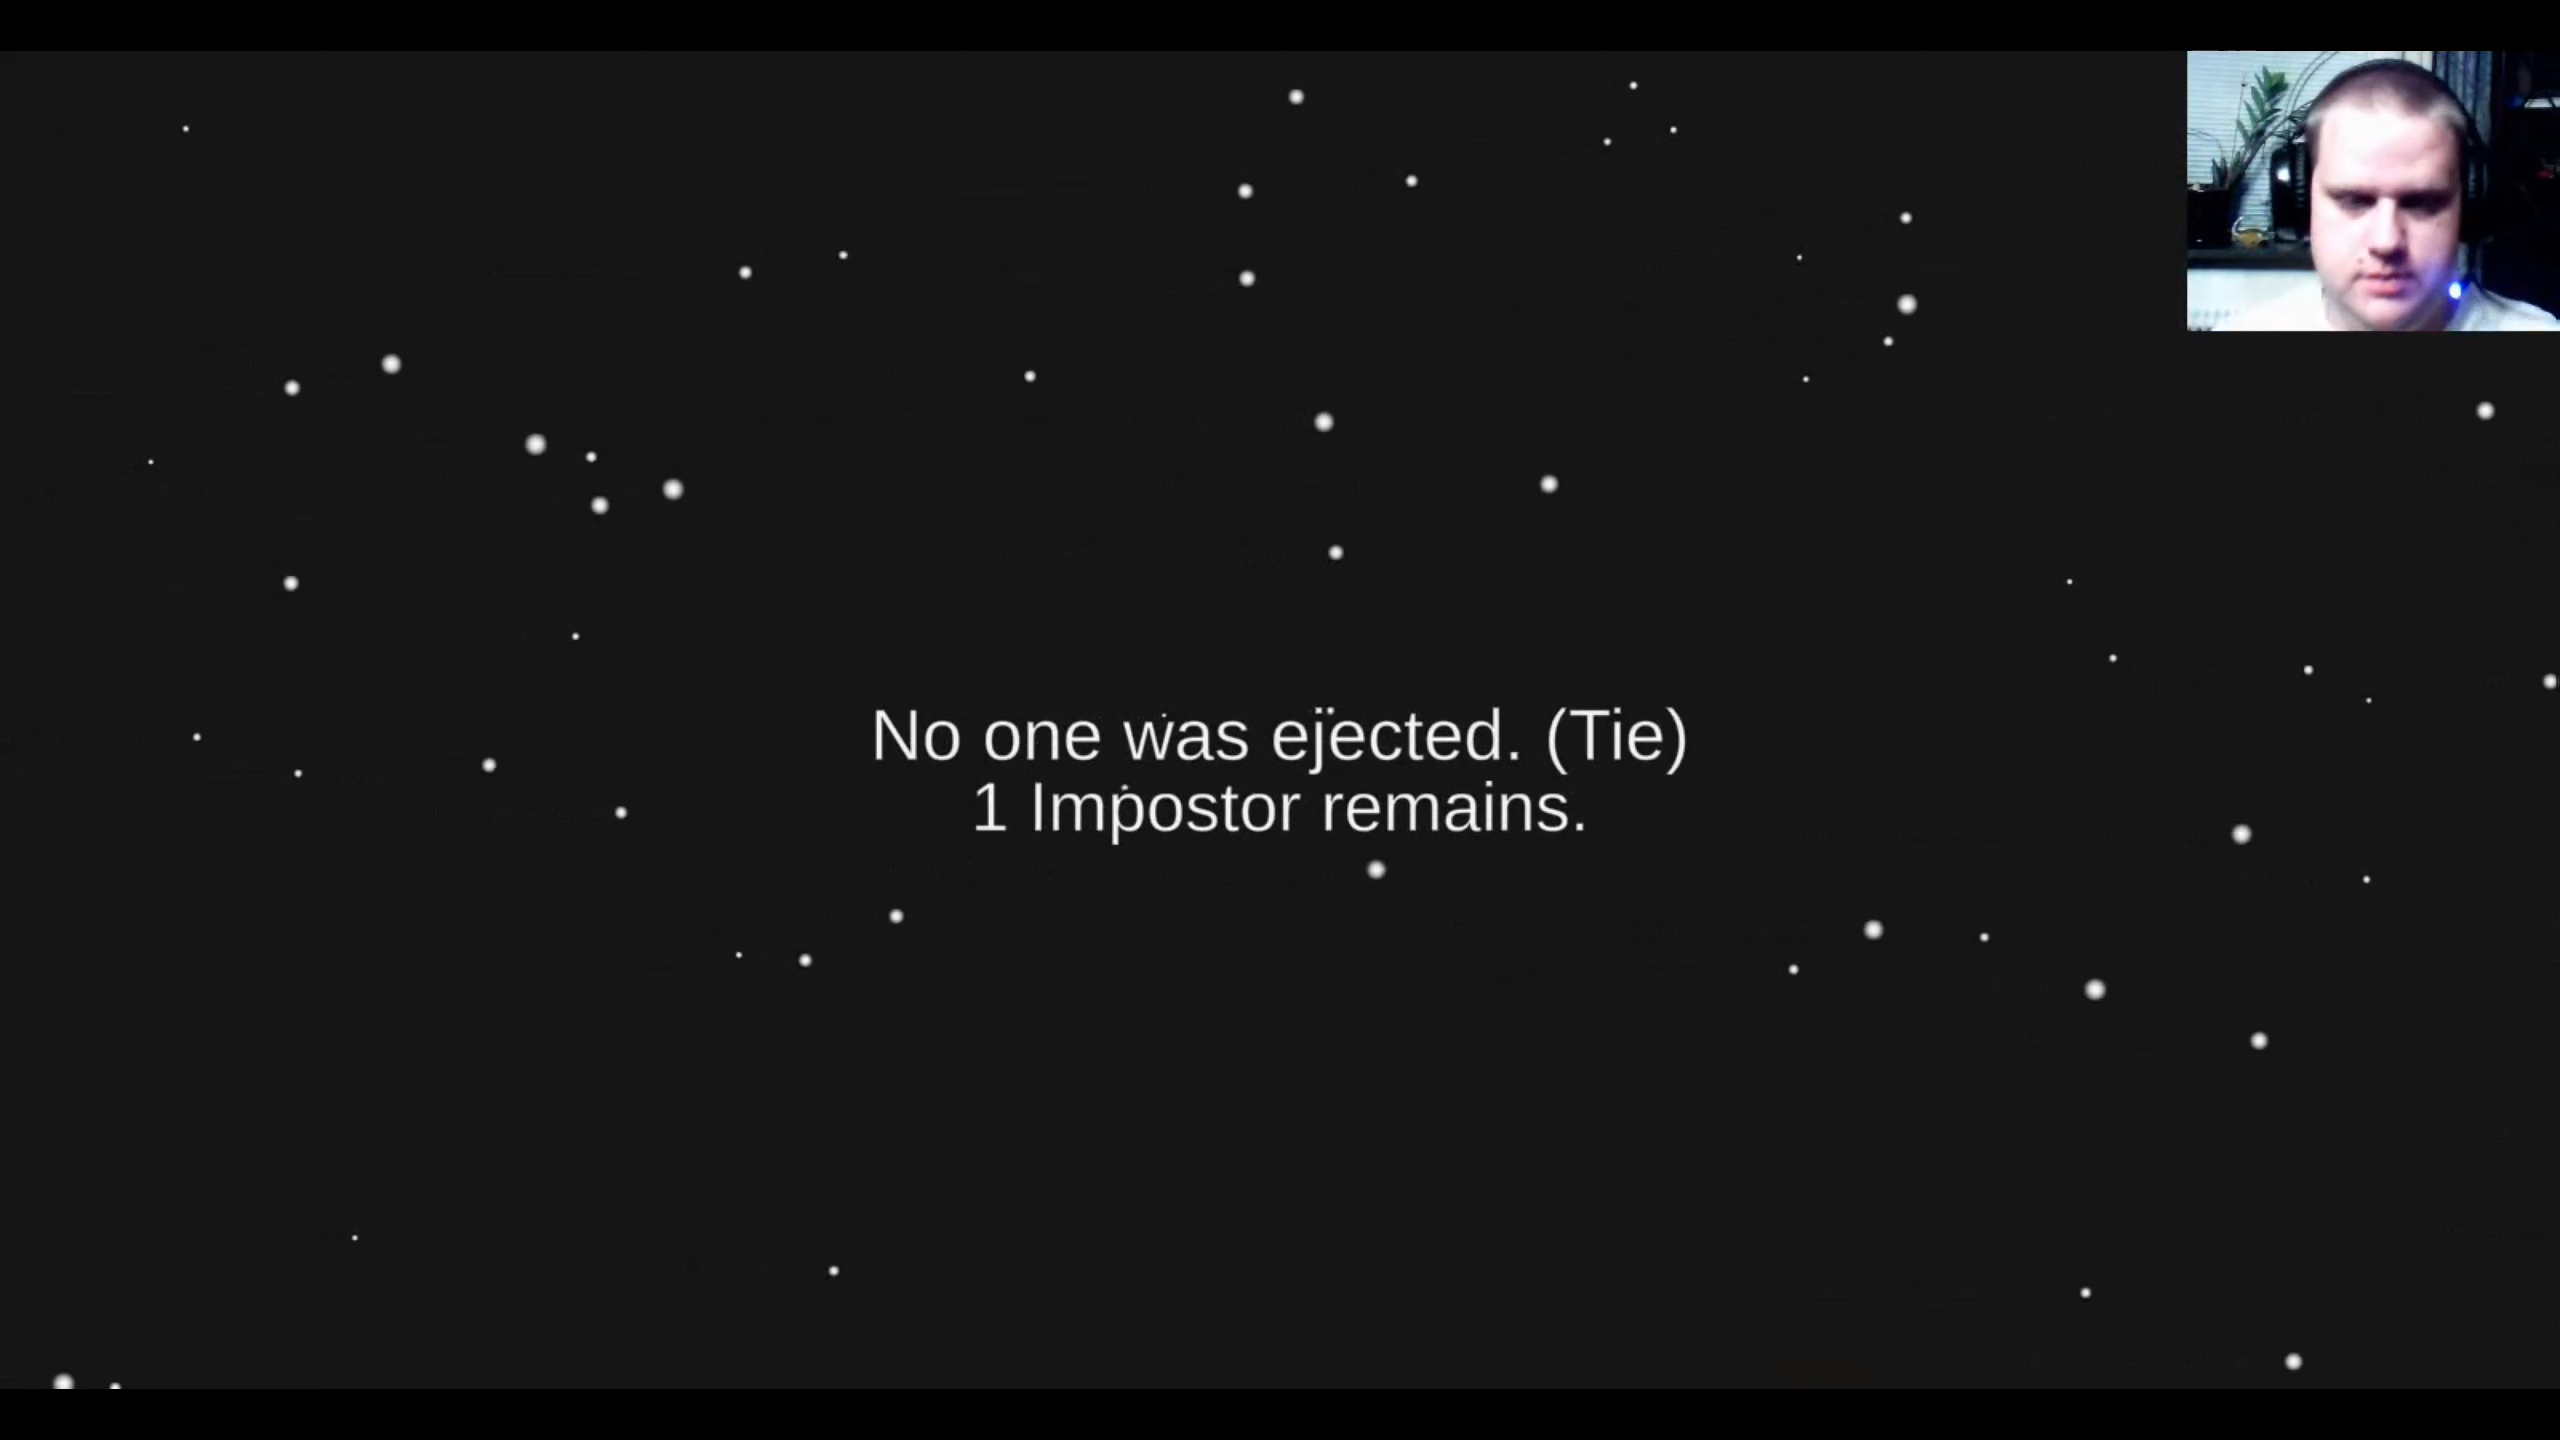 No one was ejected. (Tie)
1 Impostor remains.